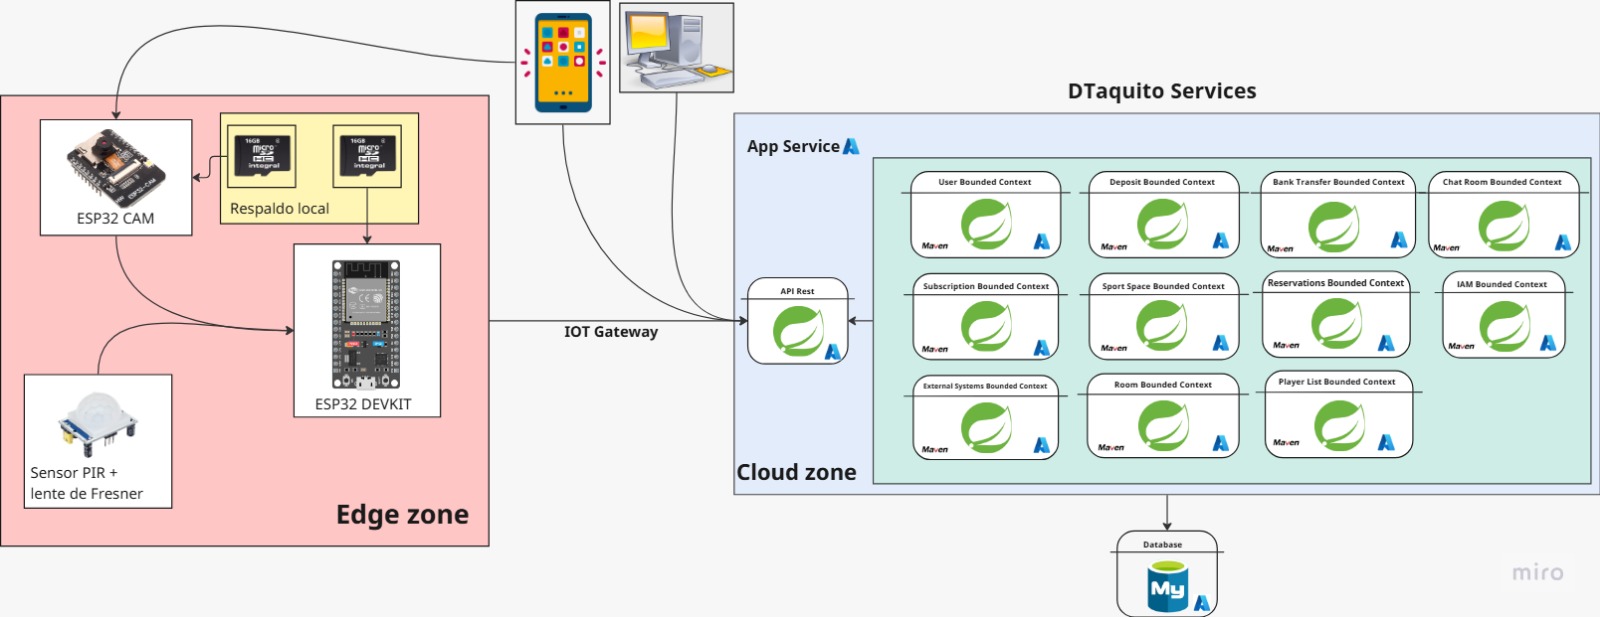 DTaquito Services
App Service
ESP32-CAM
ESP32 CAM
16GB
micro
SD
HC
integral
16GB
micro
SD
HC
integral
Respaldo local
ESP32 DEVKIT
Sensor PIR +
lente de Fresner
Edge zone
IOT Gateway
API Rest
Cloud zone
User Bounded Context
Maven
Deposit Bounded Context
Maven
Bank Transfer Bounded Context
Maven
Chat Room Bounded Context
Maven
Subscription Bounded Context
Maven
Sport Space Bounded Context
Maven
Reservations Bounded Context
Maven
IAM Bounded Context
Maven
External Systems Bounded Context
Maven
Room Bounded Context
Maven
Player List Bounded Context
Maven
Database
My
miro